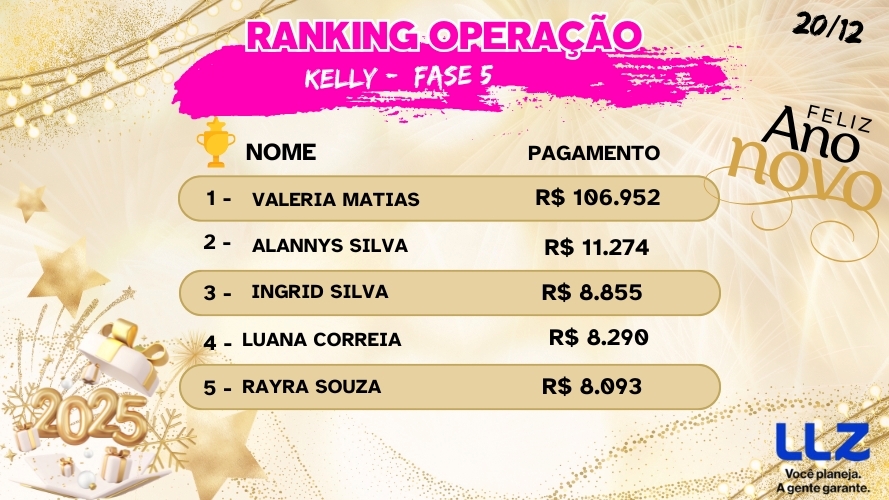 RANKING OPERAÇÃO
20/12
KELLY - FASE 5
FELIZ
Ano
novo
NOME PAGAMENTO
1 - VALERIA MATIAS R$ 106.952
2 - ALANNYS SILVA R$ 11.274
3 - INGRID SILVA R$ 8.855
4 - LUANA CORREIA R$ 8.290
5 - RAYRA SOUZA R$ 8.093
2025
LLZ
Você planeja.
A gente garante.